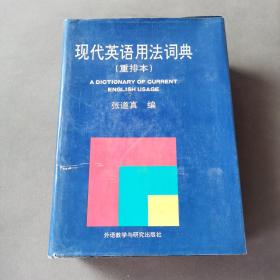 现代英语用法词典
(重排本)
A DICTIONARY OF CURRENT
ENGLISH USAGE
张道真 编
外语教学与研究出版社